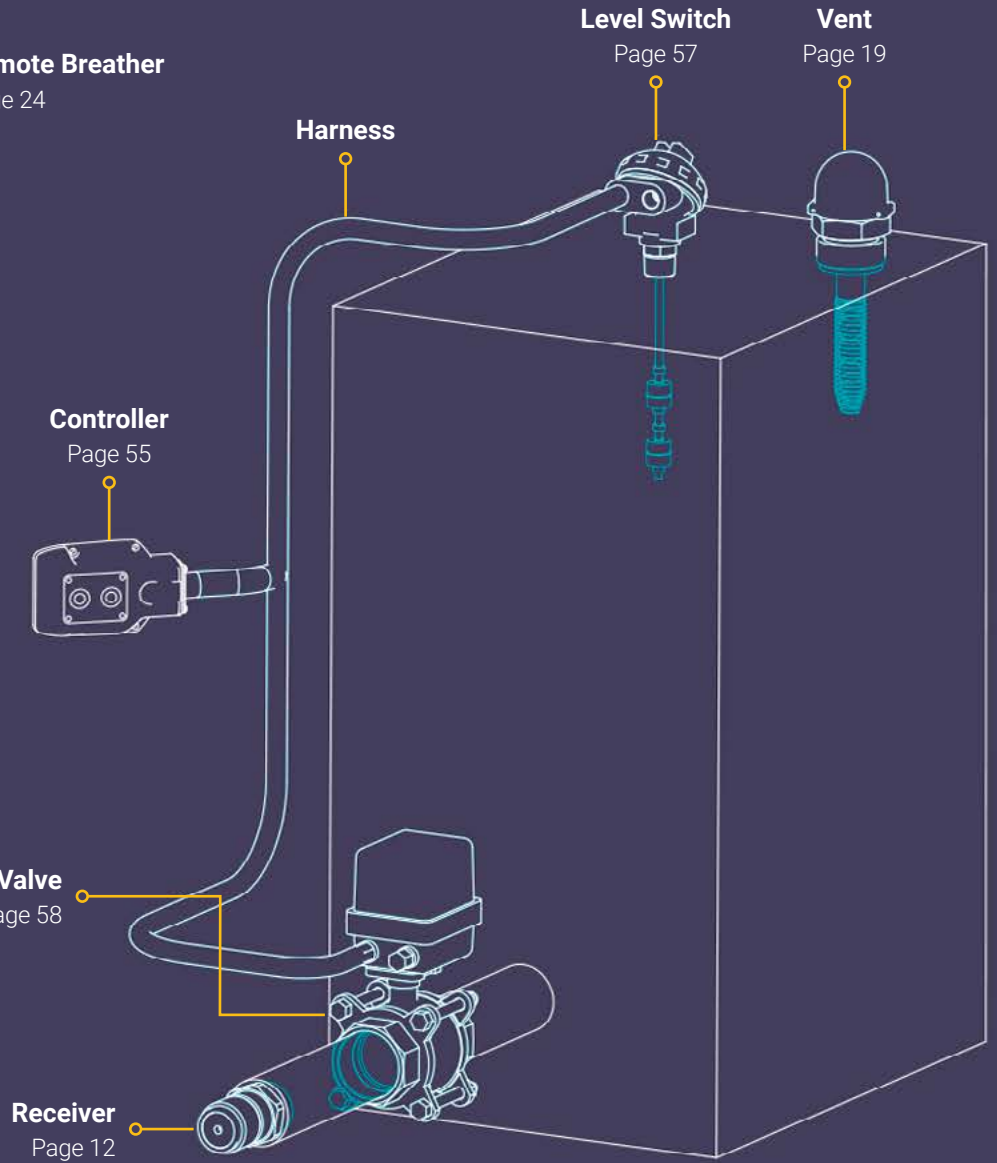 Level Switch
Page 57
Vent
Page 19
mote Breather
ge 24
Harness
Controller
Page 55
Valve
age 58
Receiver
Page 12